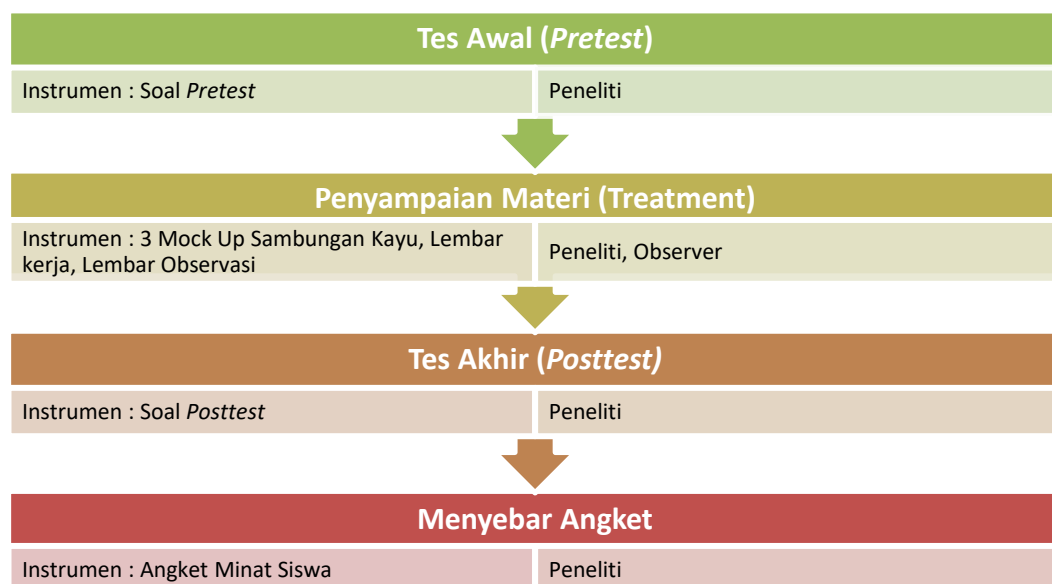 Tes Awal (Pretest)
Instrumen : Soal Pretest
Peneliti
Penyampaian Materi (Treatment)
Instrumen : 3 Mock Up Sambungan Kayu, Lembar
kerja, Lembar Observasi
Peneliti, Observer
Tes Akhir (Posttest)
Instrumen : Soal Posttest
Peneliti
Menyebar Angket
Instrumen : Angket Minat Siswa
Peneliti